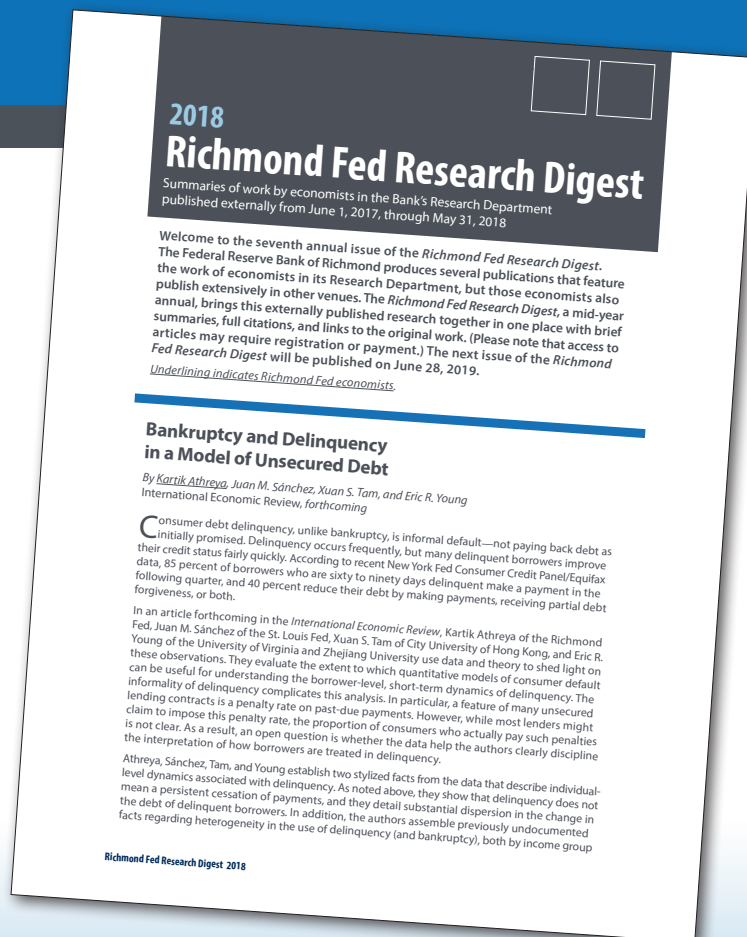 2018
Richmond Fed Research Digest
Summaries of work by economists in the Bank's Research Department
published externally from June 1, 2017, through May 31, 2018
Welcome to the seventh annual issue of the Richmond Fed Research Digest.
The Federal Reserve Bank of Richmond produces several publications that feature
the work of economists in its Research Department, but those economists also
publish extensively in other venues. The Richmond Fed Research Digest, a mid-year
annual, brings this externally published research together in one place with brief
summaries, full citations, and links to the original work. (Please note that access to
articles may require registration or payment.) The next issue of the Richmond
Fed Research Digest will be published on June 28, 2019.
Underlining indicates Richmond Fed economists.
Bankruptcy and Delinquency
in a Model of Unsecured Debt
By Kartik Athreya, Juan M. Sánchez, Xuan S. Tam, and Eric R. Young
International Economic Review, forthcoming
Consumer debt delinquency, unlike bankruptcy, is informal default—not paying back debt as
initially promised. Delinquency occurs frequently, but many delinquent borrowers improve
their credit status fairly quickly. According to recent New York Fed Consumer Credit Panel/Equifax
data, 85 percent of borrowers who are sixty to ninety days delinquent make a payment in the
following quarter, and 40 percent reduce their debt by making payments, receiving partial debt
forgiveness, or both.
In an article forthcoming in the International Economic Review, Kartik Athreya of the Richmond
Fed, Juan M. Sánchez of the St. Louis Fed, Xuan S. Tam of City University of Hong Kong, and Eric R.
Young of the University of Virginia and Zhejiang University use data and theory to shed light on
these observations. They evaluate the extent to which quantitative models of consumer default
can be useful for understanding the borrower-level, short-term dynamics of delinquency. The
informality of delinquency complicates this analysis. In particular, a feature of many unsecured
lending contracts is a penalty rate on past-due payments. However, while most lenders might
claim to impose this penalty rate, the proportion of consumers who actually pay such penalties
is not clear. As a result, an open question is whether the data help the authors clearly discipline
the interpretation of how borrowers are treated in delinquency.
Athreya, Sánchez, Tam, and Young establish two stylized facts from the data that describe individual-
level dynamics associated with delinquency. As noted above, they show that delinquency does not
mean a persistent cessation of payments, and they detail substantial dispersion in the change in
the debt of delinquent borrowers. In addition, the authors assemble previously undocumented
facts regarding heterogeneity in the use of delinquency (and bankruptcy), both by income group
Richmond Fed Research Digest 2018